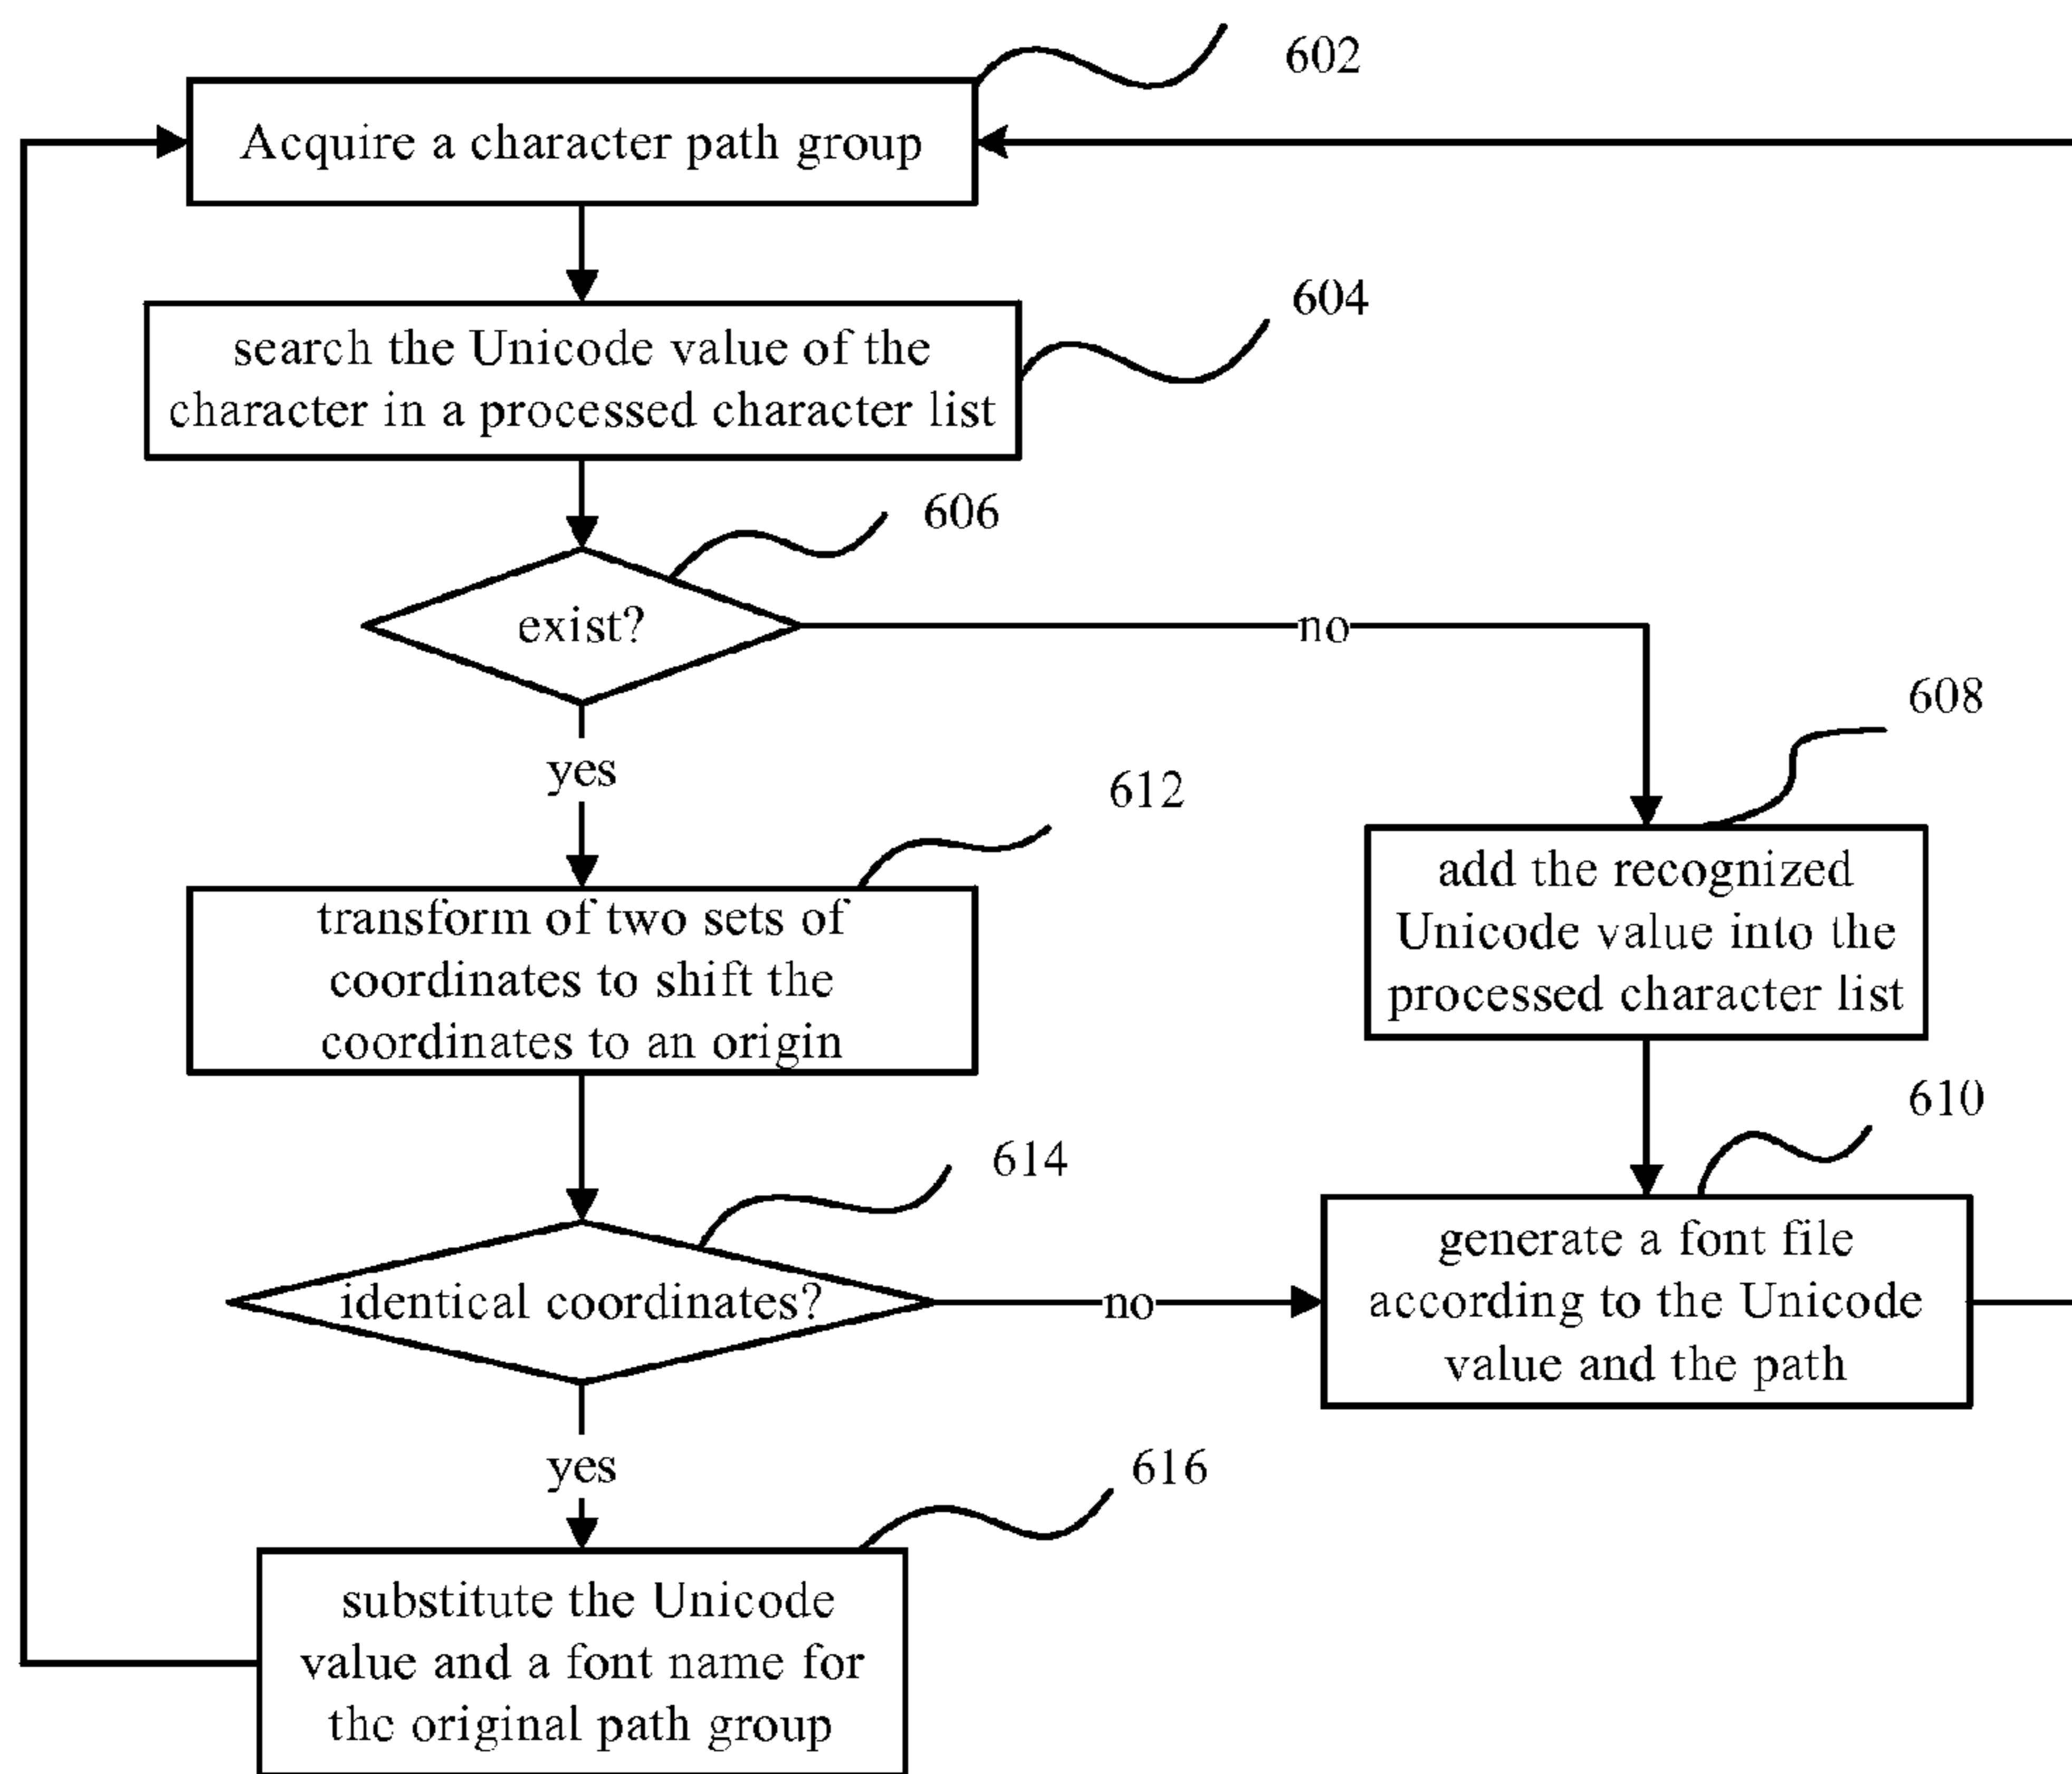 602
Acquire a character path group
604
search the Unicode value of the
character in a processed character list
606
exist?
no
608
yes
612
add the recognized
Unicode value into the
processed character list
transform of two sets of
coordinates to shift the
coordinates to an origin
610
614
generate a font file
according to the Unicode
value and the path
identical coordinates?
no
yes
616
substitute the Unicode
value and a font name for
the original path group